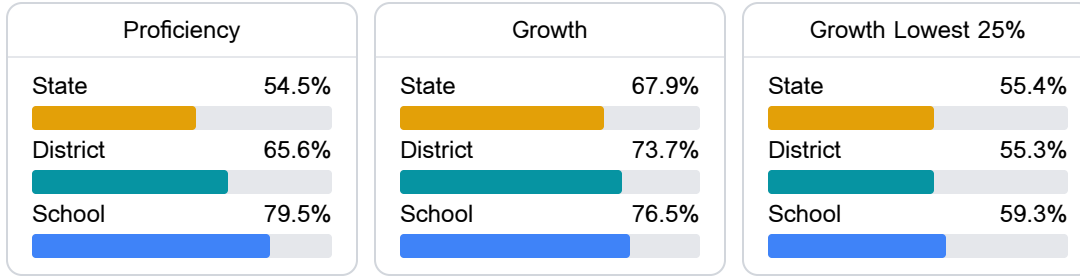 Proficiency
State 54.5%
District 65.6%
School 79.5%
Growth
State 67.9%
District 73.7%
School 76.5%
Growth Lowest 25%
State 55.4%
District 55.3%
School 59.3%